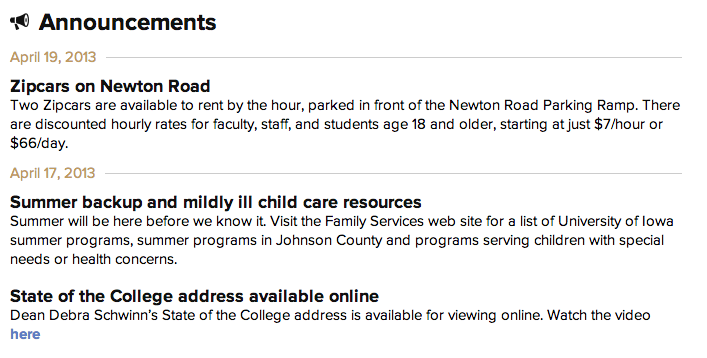 Announcements
April 19, 2013
Zipcars on Newton Road
Two Zipcars are available to rent by the hour, parked in front of the Newton Road Parking Ramp. There
are discounted hourly rates for faculty, staff, and students age 18 and older, starting at just $7/hour or
$66/day.
April 17, 2013
Summer backup and mildly ill child care resources
Summer will be here before we know it. Visit the Family Services web site for a list of University of Iowa
summer programs, summer programs in Johnson County and programs serving children with special
needs or health concerns.
State of the College address available online
Dean Debra Schwinn's State of the College address is available for viewing online. Watch the video
here